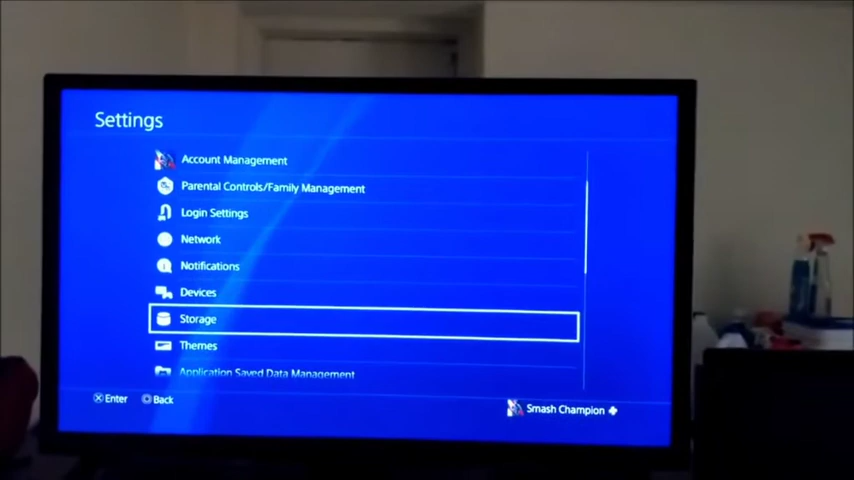 Settings
Account Management
Parental Controls/Family Management
Login Settings
Network
Notifications
Devices
Storage
Themes
Application Saved Data Management
Enter Back
Smash Champion